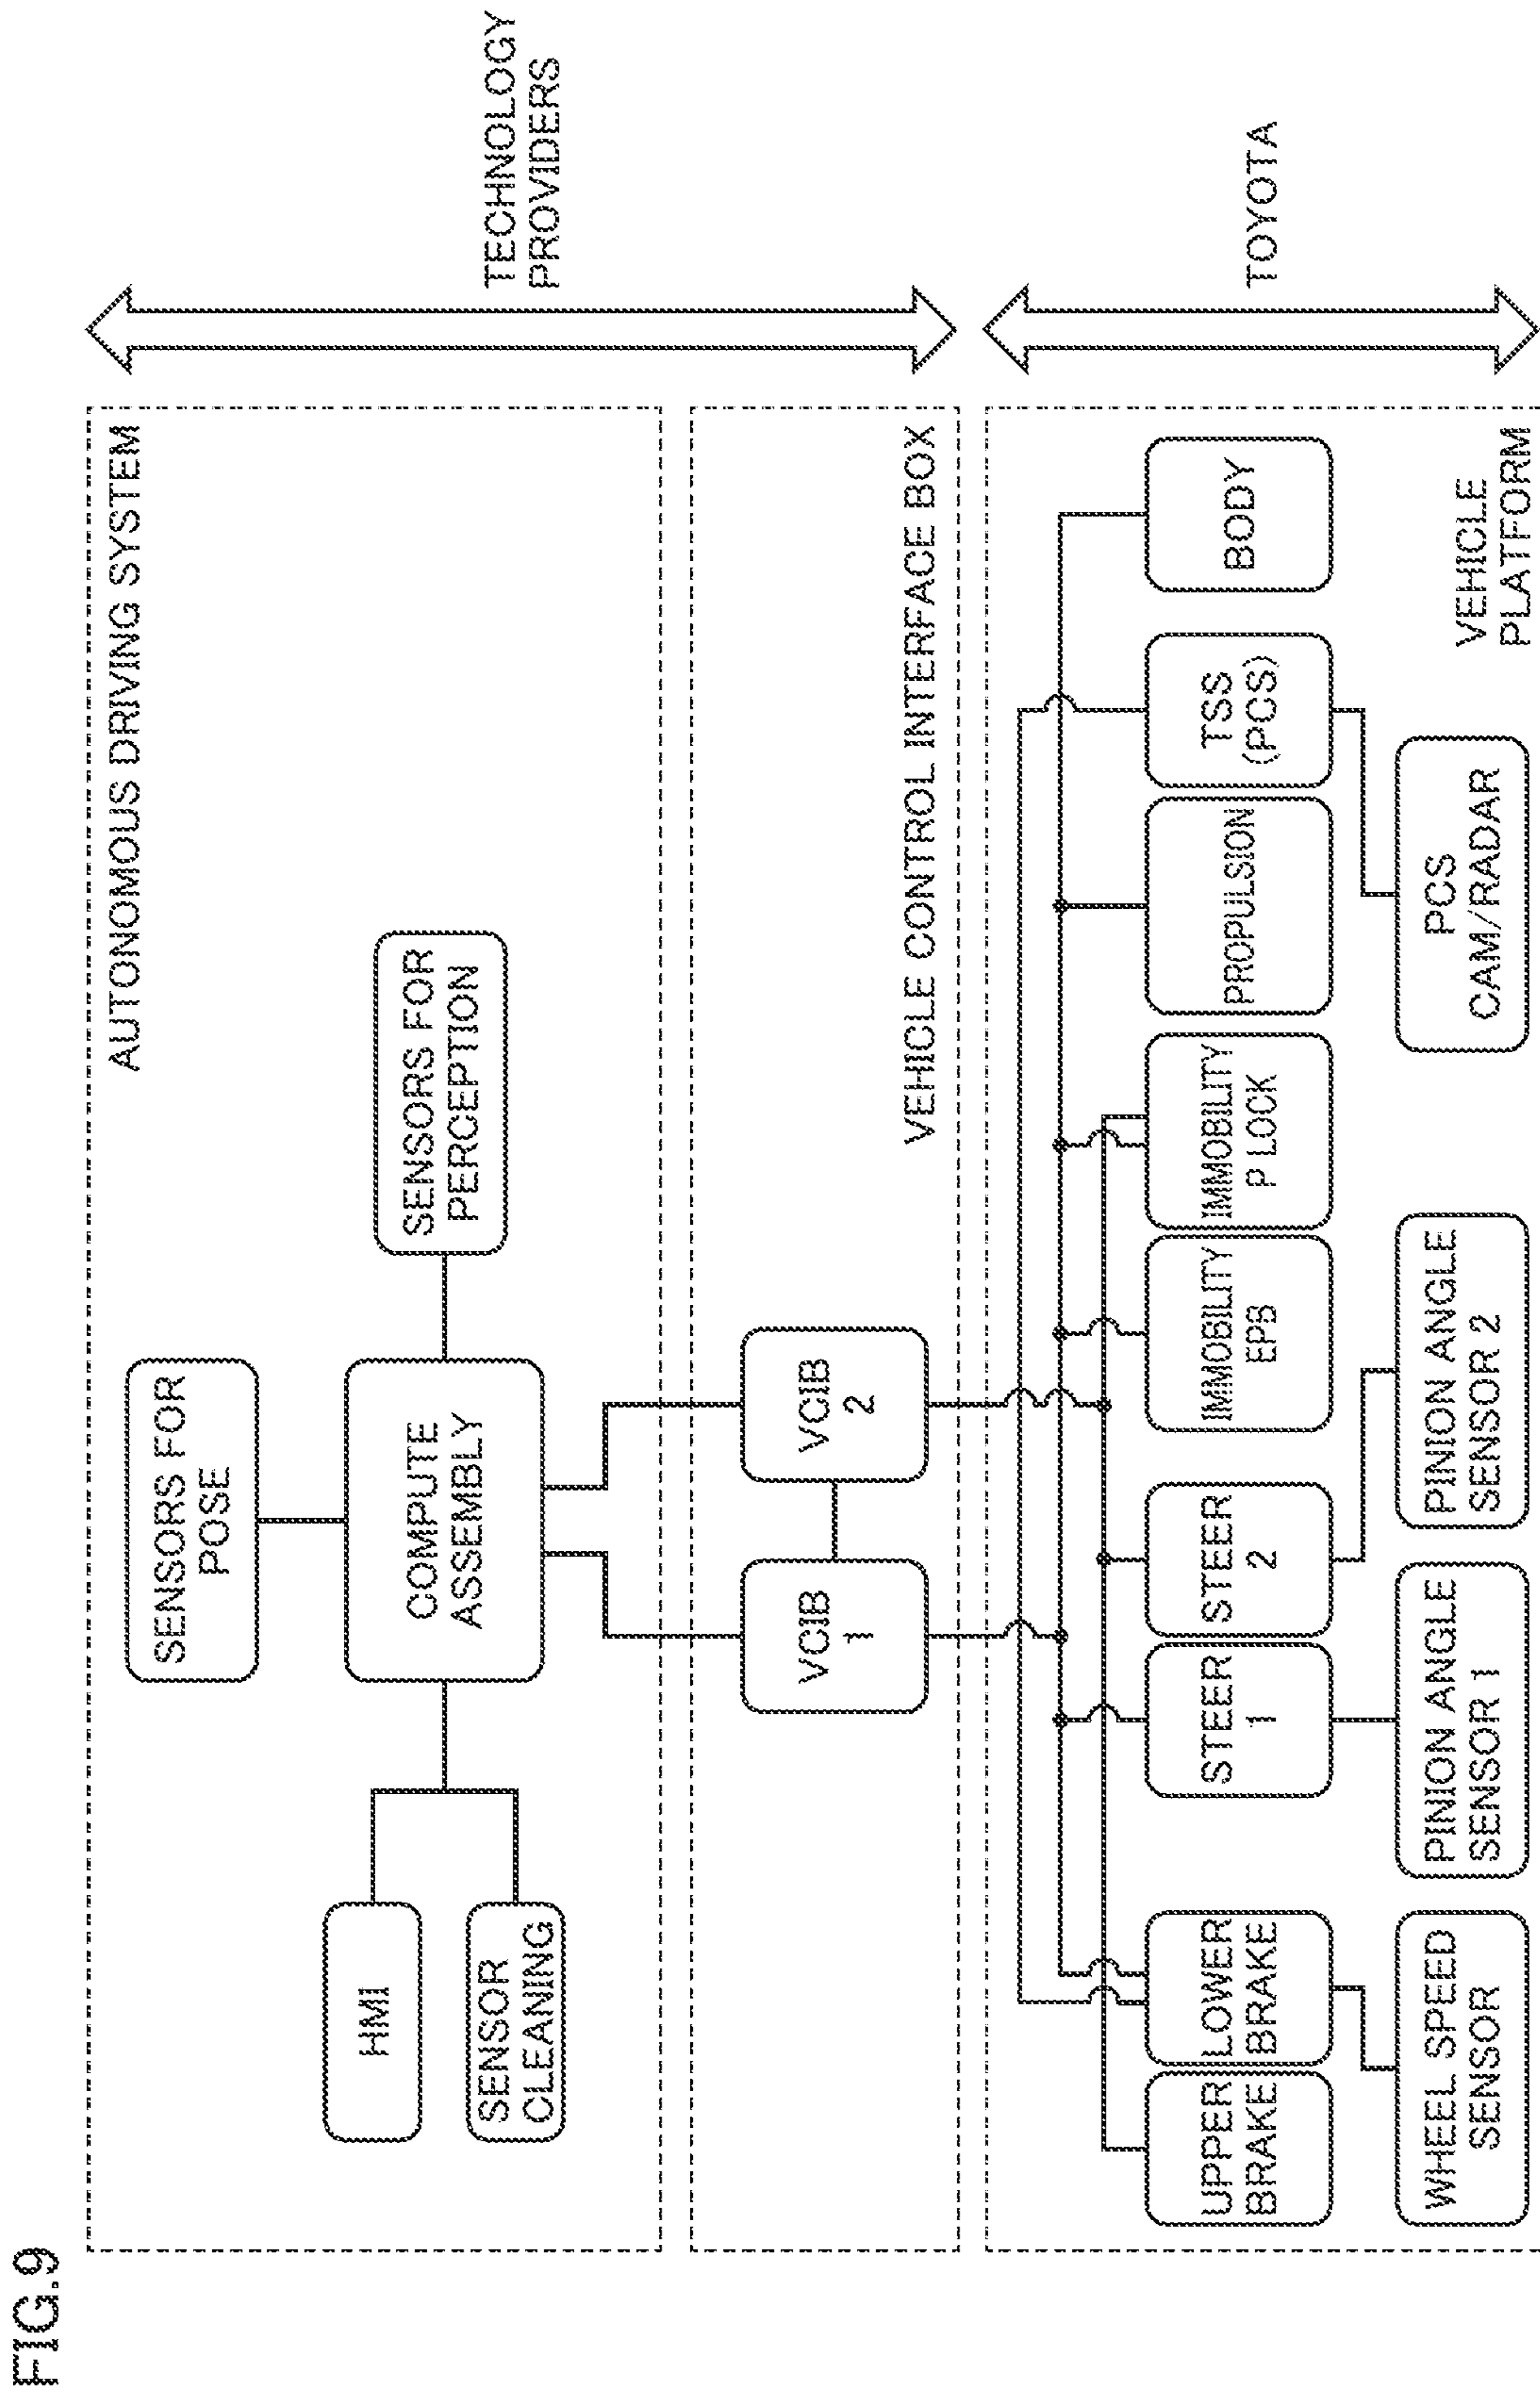 FIG.9
AUTONOMOUS DRIVING SYSTEM
SENSORS FOR
POSE
HMI
SENSOR
CLEANING
COMPUTE
ASSEMBLY
SENSORS FOR
PERCEPTION
TECHNOLOGY
PROVIDERS
VCIB
1
VCIB
2
VEHICLE CONTROL INTERFACE BOX
UPPER
BRAKE
LOWER
BRAKE
STEER
1
STEER
2
IMMOBILITY
EPB
IMMOBILITY
P LOCK
PROPULSION
TSS
(PCS)
BODY
TOYOTA
WHEEL SPEED
SENSOR
PINION ANGLE
SENSOR 1
PINION ANGLE
SENSOR 2
PCS
CAM/RADAR
VEHICLE
PLATFORM